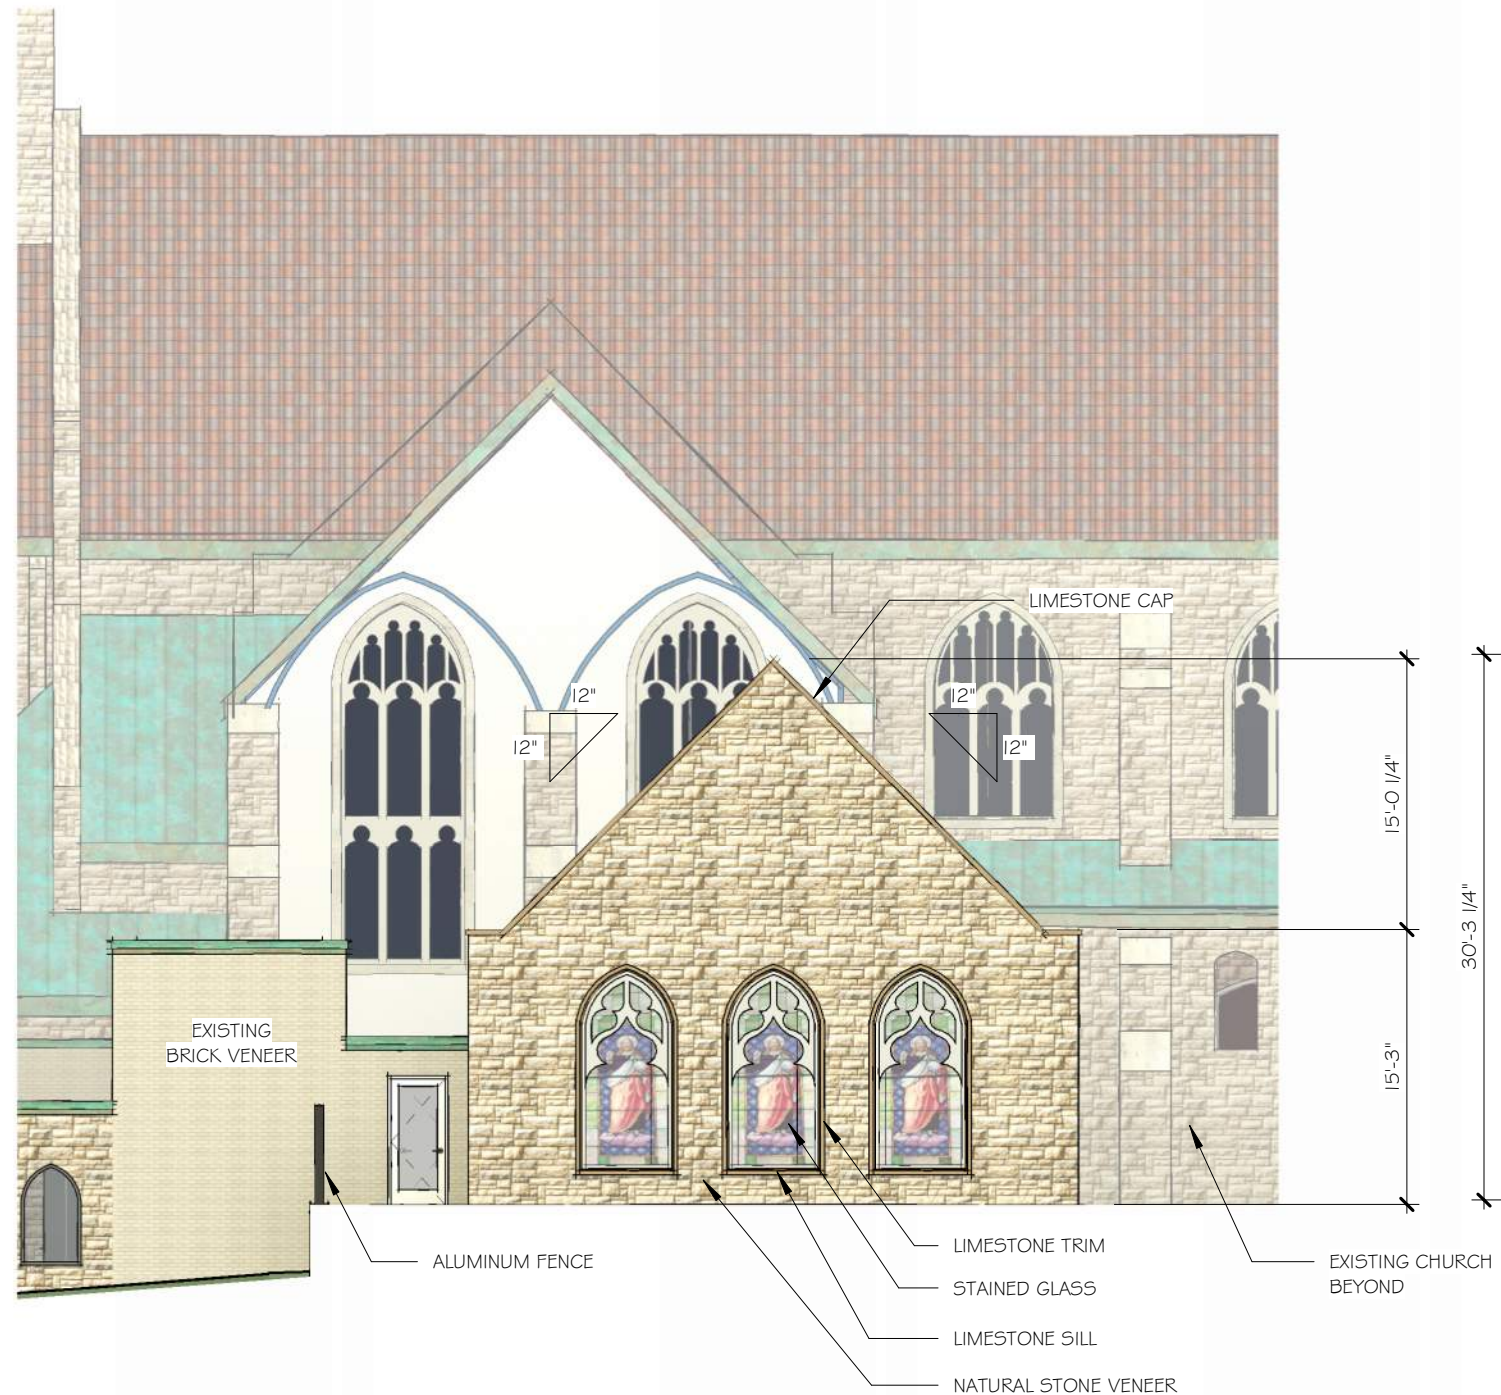 LIMESTONE CAP
12"
12"
12"
12"
15'-0 1/4"
30'-3 1/4"
15'-3"
EXISTING
BRICK VENEER
ALUMINUM FENCE
LIMESTONE TRIM
STAINED GLASS
LIMESTONE SILL
NATURAL STONE VENEER
EXISTING CHURCH
BEYOND